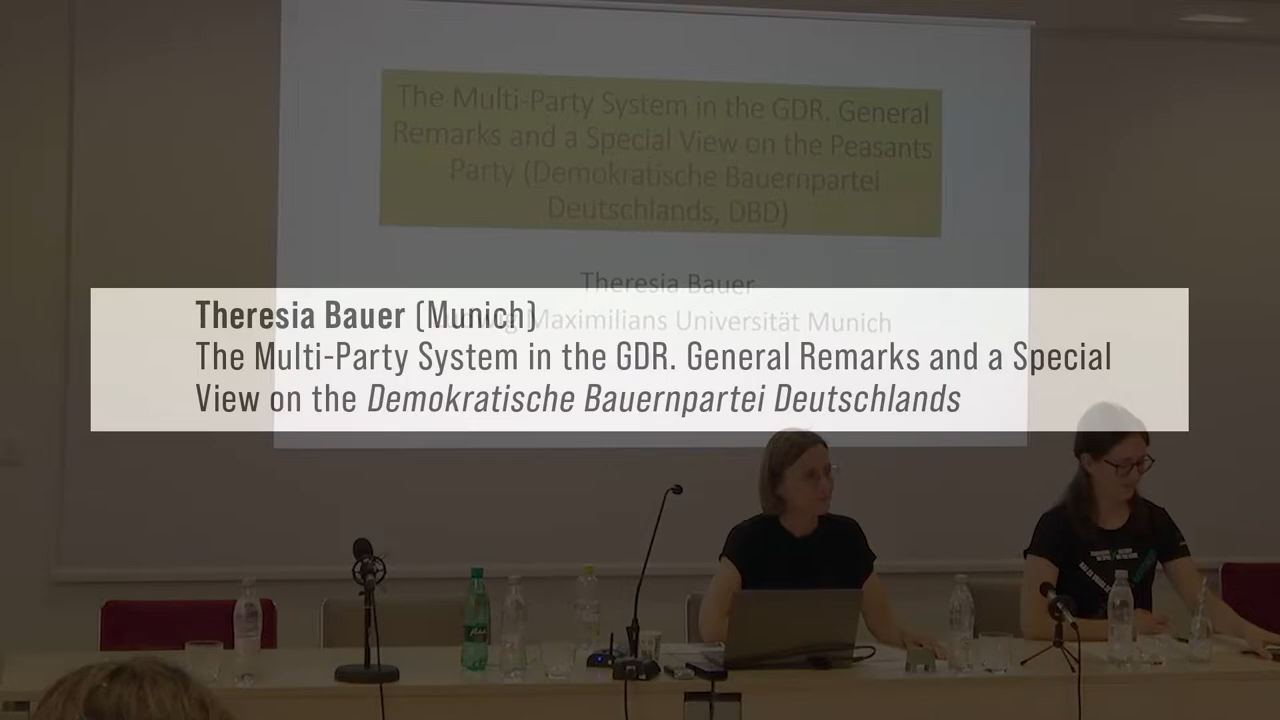 The Multi-Party System in the GDR. General
Remarks and a Special View on the Peasants
Party (Demokratische Bauernpartei
Deutschlands, DBD)
Theresia Bauer
Maximilians Universität Munich
Theresia Bauer (Munich)
The Multi-Party System in the GDR. General Remarks and a Special
View on the Demokratische Bauernpartei Deutschlands